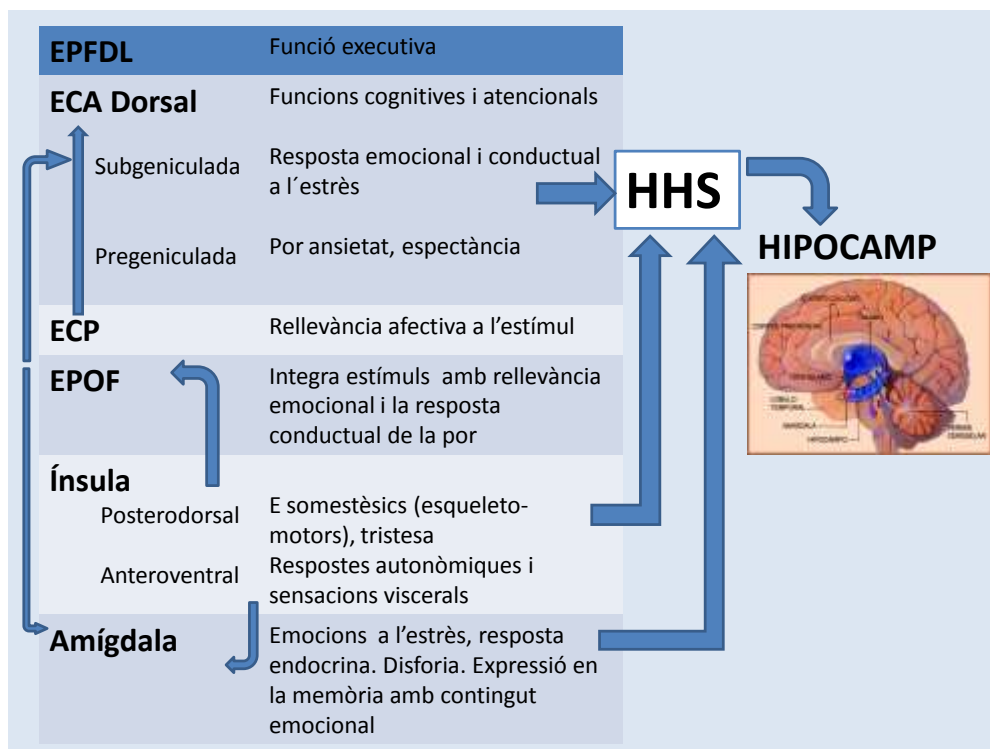 EPFDL
Funció executiva
ECA Dorsal
Funcions cognitives i atencionals
Subgeniculada
Resposta emocional i conductual
a l´estrès
Pregeniculada
Por ansietat, espectància
ECP
Rellevància afectiva a l’estímul
EPOF
Integra estímuls amb rellevància
emocional i la resposta
conductual de la por
Ínsula
Posterodorsal
E somestèsics (esqueleto-
motors), tristesa
Anteroventral
Respostes autonòmiques i
sensacions viscerals
Amígdala
Emocions a l’estrès, resposta
endocrina. Disforia. Expressió en
la memòria amb contingut
emocional
HHS
HIPOCAMP
LOBULO
TEMPORAL
HIPOCAMPO